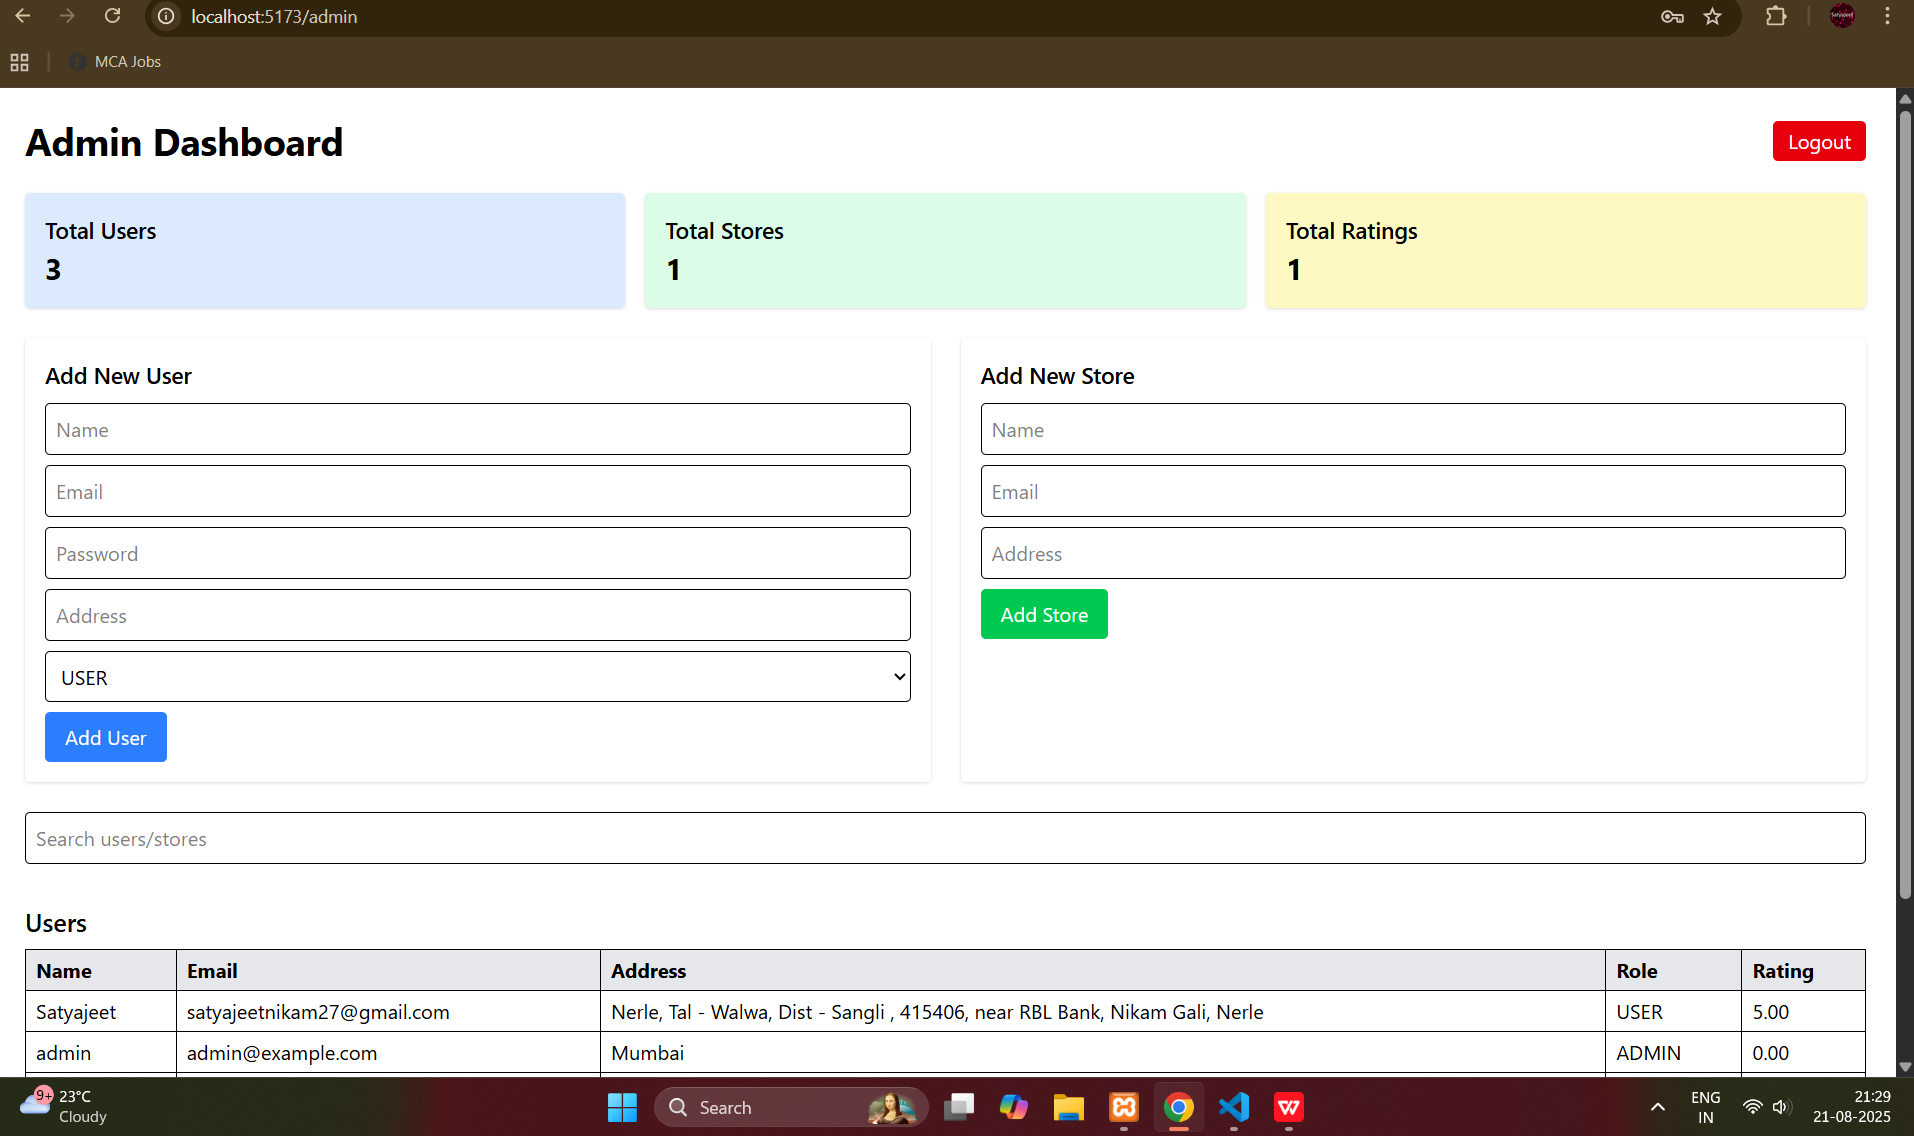 localhost:5173/admin
MCA Jobs
Admin Dashboard
Logout
Total Users
3
Total Stores
1
Total Ratings
1
Add New User
Name
Email
Password
Address
USER
Add User
Add New Store
Name
Email
Address
Add Store
Search users/stores
Users
Name Email Address Role Rating
Satyajeet satyajeetnikam27@gmail.com Nerle, Tal - Walwa, Dist - Sangli , 415406, near RBL Bank, Nikam Gali, Nerle USER 5.00
admin admin@example.com Mumbai ADMIN 0.00
9+
23°C
Cloudy
Search
ENG
IN
21:29
21-08-2025